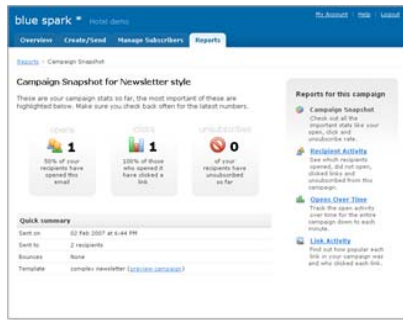 blue spark * Hotel demo
My Account | Help | Logout
Overview Create/Send Manage Subscribers Reports
Reports > Campaign Snapshot
Campaign Snapshot for Newsletter style
These are your campaign stats so far, the most important of these are
highlighted below. Make sure you check back often for the latest numbers.
opens
1
50% of your
recipients have
opened this
email
clicks
1
100% of those
who opened it
have clicked a
link
unsubscribes
0
of your
recipients have
unsubscribed
so far
Quick summary
Sent on 02 Feb 2007 at 6:44 PM
Sent to 2 recipients
Bounces None
Template complex newsletter (preview campaign)
Reports for this campaign
Campaign Snapshot
Check out all the
important stats like your
open, click and
unsubscribe rate.
Recipient Activity
See which recipients
opened, did not open,
clicked links and
unsubscribed from this
campaign.
Opens Over Time
Track the open activity
over time for the entire
campaign down to each
minute.
Link Activity
Find out how popular each
link in your campaign was
and who clicked each link.